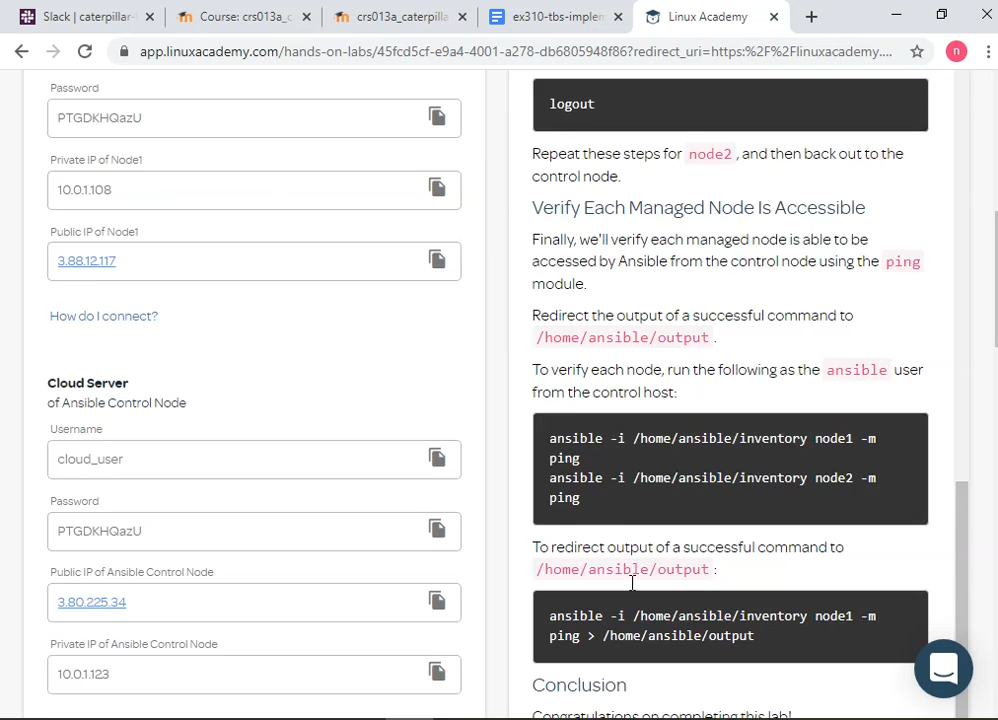 Slack | caterpillar-
Course: crs013a_c
crs013a_caterpilla
ex310-tbs-implem
Linux Academy
app.linuxacademy.com/hands-on-labs/45fcd5cf-e9a4-4001-a278-db6805948f86?redirect_uri=https:%2F%2Flinuxacademy....
n
Password
PTGDKHQazU
Private IP of Node1
10.0.1.108
Public IP of Node1
3.88.12.117
How do I connect?
Cloud Server
of Ansible Control Node
Username
cloud_user
Password
PTGDKHQazU
Public IP of Ansible Control Node
3.80.225.34
Private IP of Ansible Control Node
10.0.1.123
logout
Repeat these steps for node2 , and then back out to the
control node.
Verify Each Managed Node Is Accessible
Finally, we'll verify each managed node is able to be
accessed by Ansible from the control node using the ping
module.
Redirect the output of a successful command to
/home/ansible/output .
To verify each node, run the following as the ansible user
from the control host:
ansible -i /home/ansible/inventory node1 -m
ping
ansible -i /home/ansible/inventory node2 -m
ping
To redirect output of a successful command to
/home/ansible/output :
ansible -i /home/ansible/inventory node1 -m
ping > /home/ansible/output
Conclusion
Congratulations on completing this lab!